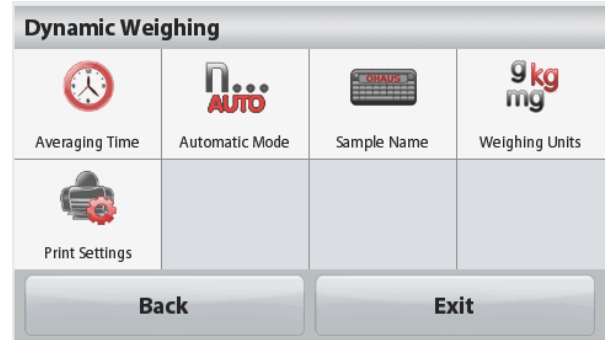 Dynamic Weighing
n...
AUTO
OHAUS
g kg
mg
Averaging Time
Automatic Mode
Sample Name
Weighing Units
Print Settings
Back
Exit